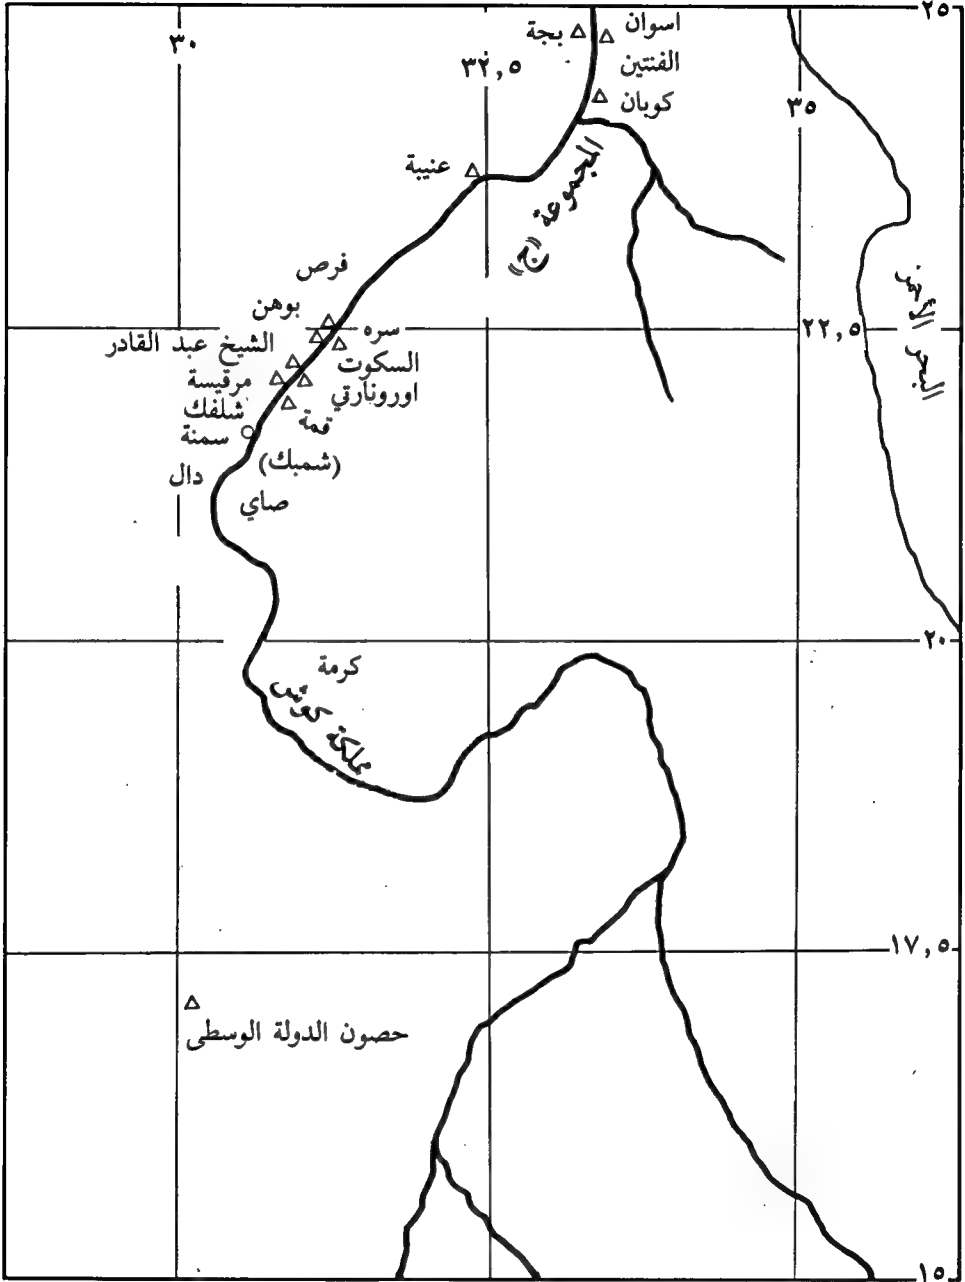 ٢٥
اسوان
بجة
٣٠
الفنتين
٣٢,٥
كوبان
٣٥
المجموعة "ج"
عنيبة
فرص
البحر الأحمر
بوهن
سره
٢٢,٥
الشيخ عبد القادر
السكوت
مرقيسة
اورونارتي
شلفك
قمة
سمنة
(شمبك)
دال
صاي
٢٠
كرمة
مملكة كوش
١٧,٥
حصون الدولة الوسطى
١٥